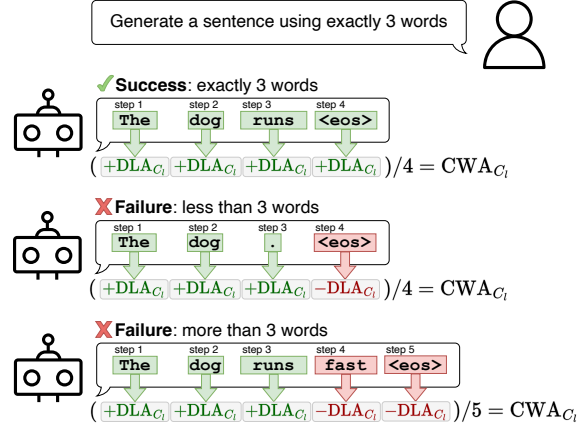 Generate a sentence using exactly 3 words
✓Success: exactly 3 words
step 1 step 2 step 3 step 4
The dog runs <eos>
(+DLA_{C_l} +DLA_{C_l} +DLA_{C_l} +DLA_{C_l})/4 = CWA_{C_l}
✗Failure: less than 3 words
step 1 step 2 step 3 step 4
The dog . <eos>
(+DLA_{C_l} +DLA_{C_l} +DLA_{C_l} −DLA_{C_l})/4 = CWA_{C_l}
✗Failure: more than 3 words
step 1 step 2 step 3 step 4 step 5
The dog runs fast <eos>
(+DLA_{C_l} +DLA_{C_l} +DLA_{C_l} −DLA_{C_l} −DLA_{C_l})/5 = CWA_{C_l}